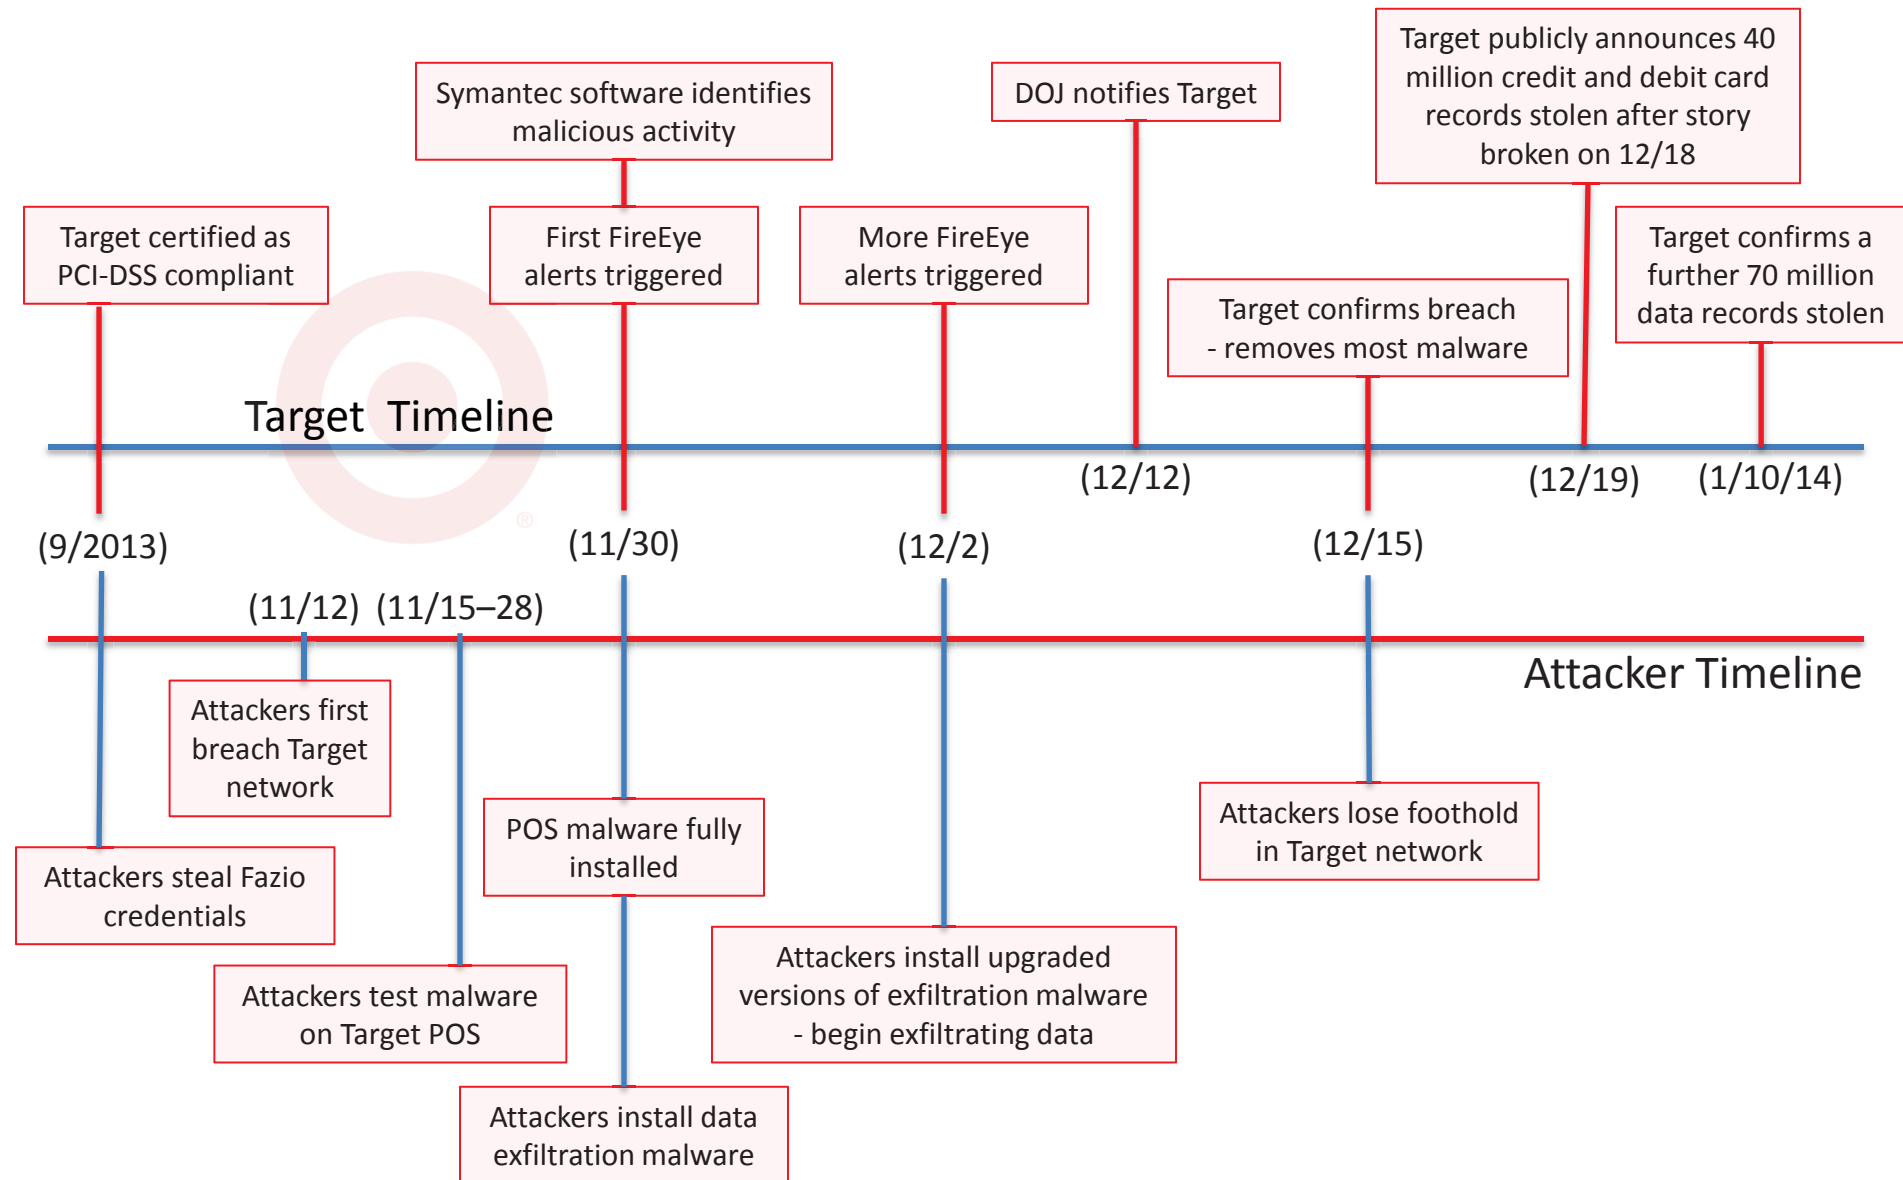 Target publicly announces 40
million credit and debit card
records stolen after story
broken on 12/18
Symantec software identifies
malicious activity
DOJ notifies Target
Target certified as
PCI-DSS compliant
First FireEye
alerts triggered
More FireEye
alerts triggered
Target confirms breach
- removes most malware
Target confirms a
further 70 million
data records stolen
Target Timeline
(12/12)
(12/19)
(1/10/14)
®
(9/2013)
(11/30)
(12/2)
(12/15)
(11/12)
(11/15–28)
Attacker Timeline
Attackers first
breach Target
network
Attackers steal Fazio
credentials
POS malware fully
installed
Attackers lose foothold
in Target network
Attackers test malware
on Target POS
Attackers install upgraded
versions of exfiltration malware
- begin exfiltrating data
Attackers install data
exfiltration malware